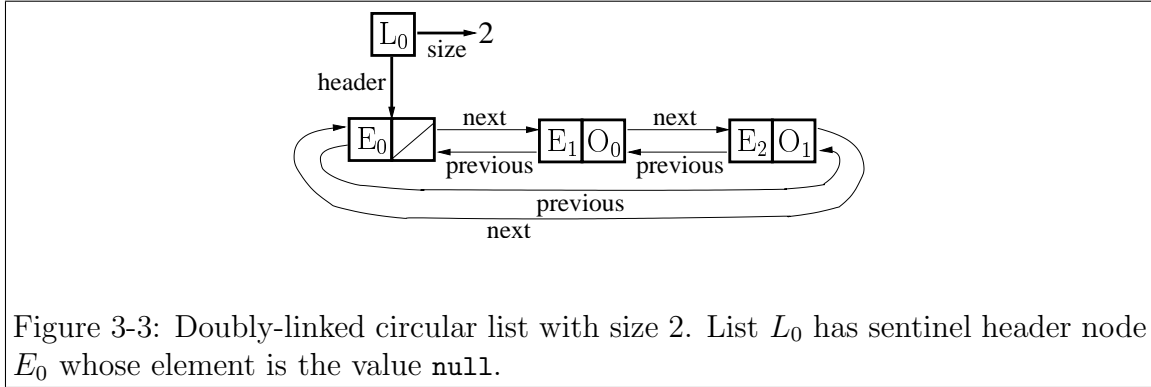 L₀ size 2
header
E₀ next E₁ O₀ next E₂ O₁
previous previous
previous
next
Figure 3-3: Doubly-linked circular list with size 2. List L₀ has sentinel header node
E₀ whose element is the value null.